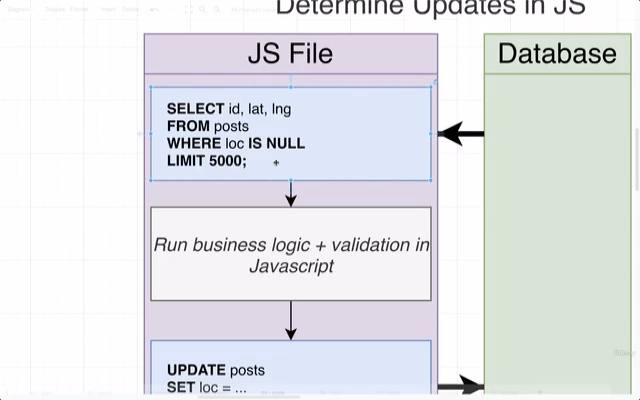 Determine Updates in JS
JS File
Database
SELECT id, lat, lng
FROM posts
WHERE loc IS NULL
LIMIT 5000;
Run business logic + validation in
Javascript
UPDATE posts
SET loc = ...